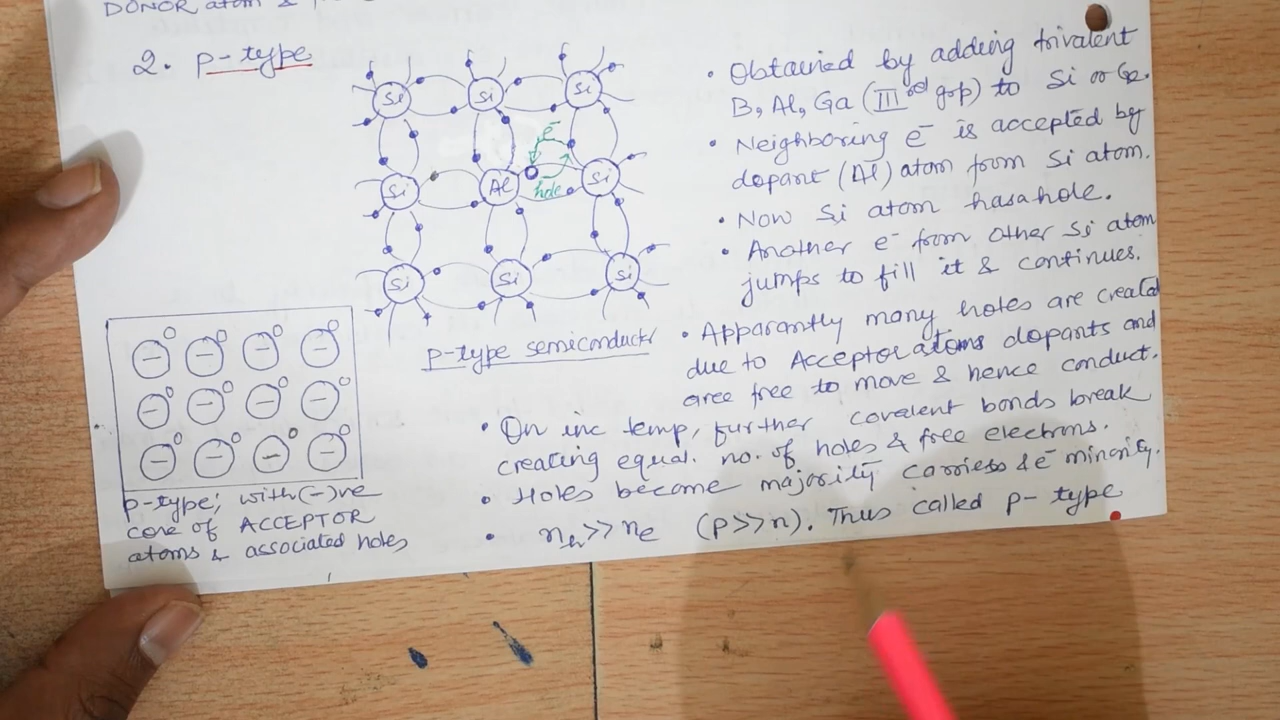 DONOR atom &
2. p-type
Si Si Si
e⁻
Si Al hole Si
Si Si Si
p-type semiconductor
p-type; with (-)ve
core of ACCEPTOR
atoms & associated holes
• Obtained by adding trivalent
B, Al, Ga (III rd grp) to Si or Ge.
• Neighboring e⁻ is accepted by
dopant (Al) atom from Si atom.
• Now Si atom has a hole.
• Another e⁻ from other Si atom
jumps to fill it & continues.
• Apparantly many holes are created
due to Acceptor atoms dopants and
aree free to move & hence conduct.
• On inc temp, further covalent bonds break
creating equal no. of holes & free electrons.
• Holes become majority carriers & e⁻ minority.
• nₕ >> nₑ (p>>n). Thus called p-type